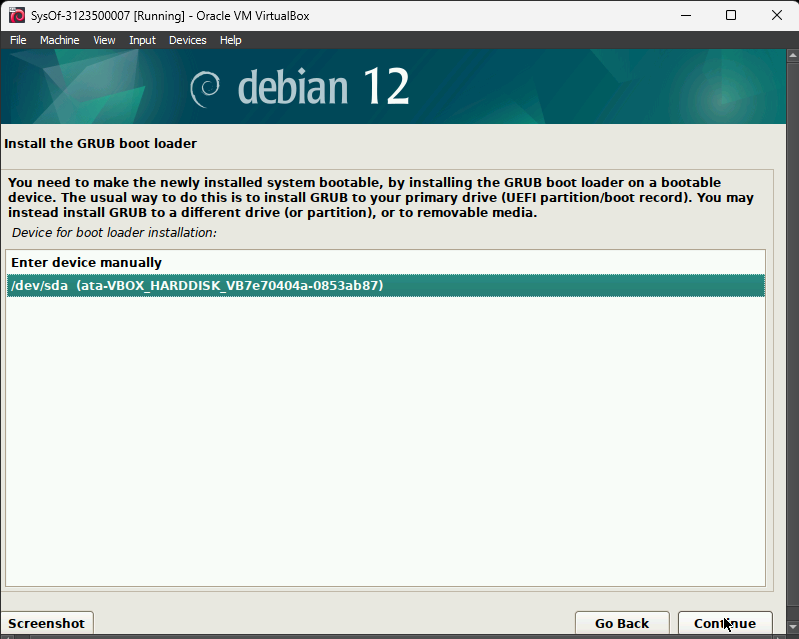 SysOf-3123500007 [Running] - Oracle VM VirtualBox
File Machine View Input Devices Help
debian 12
Install the GRUB boot loader
You need to make the newly installed system bootable, by installing the GRUB boot loader on a bootable
device. The usual way to do this is to install GRUB to your primary drive (UEFI partition/boot record). You may
instead install GRUB to a different drive (or partition), or to removable media.
Device for boot loader installation:
Enter device manually
/dev/sda (ata-VBOX_HARDDISK_VB7e70404a-0853ab87)
Screenshot Go Back Continue